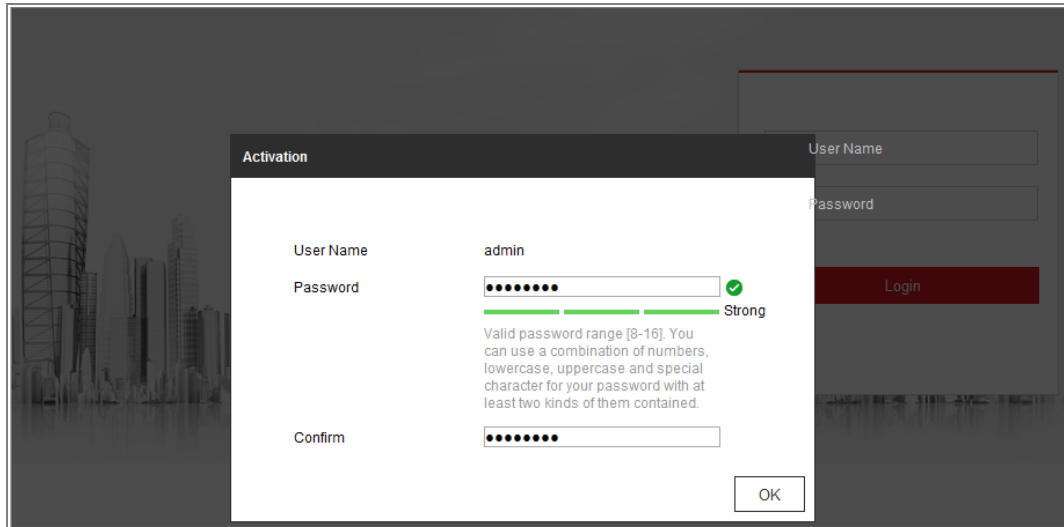 Activation
User Name
Password
Login
User Name admin
Password ●●●●●●●●
Strong
Valid password range [8-16]. You
can use a combination of numbers,
lowercase, uppercase and special
character for your password with at
least two kinds of them contained.
Confirm ●●●●●●●●
OK